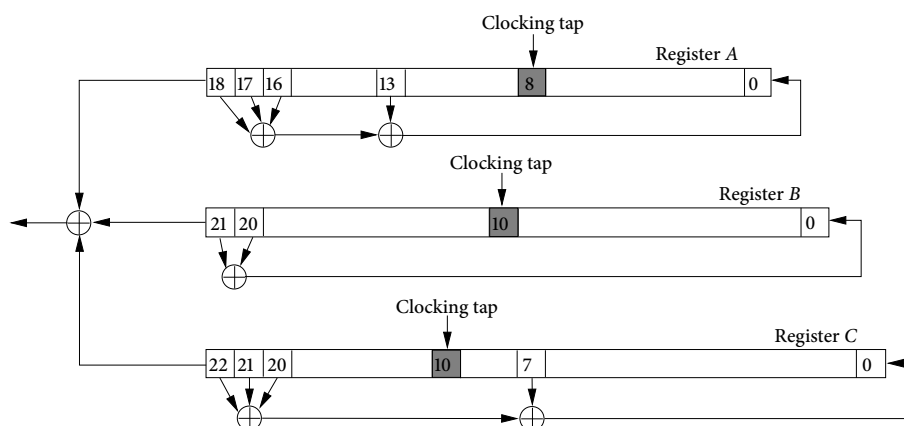 Clocking tap
Register A
18 17 16 13 8 0
Clocking tap
Register B
21 20 10 0
Clocking tap
Register C
22 21 20 10 7 0